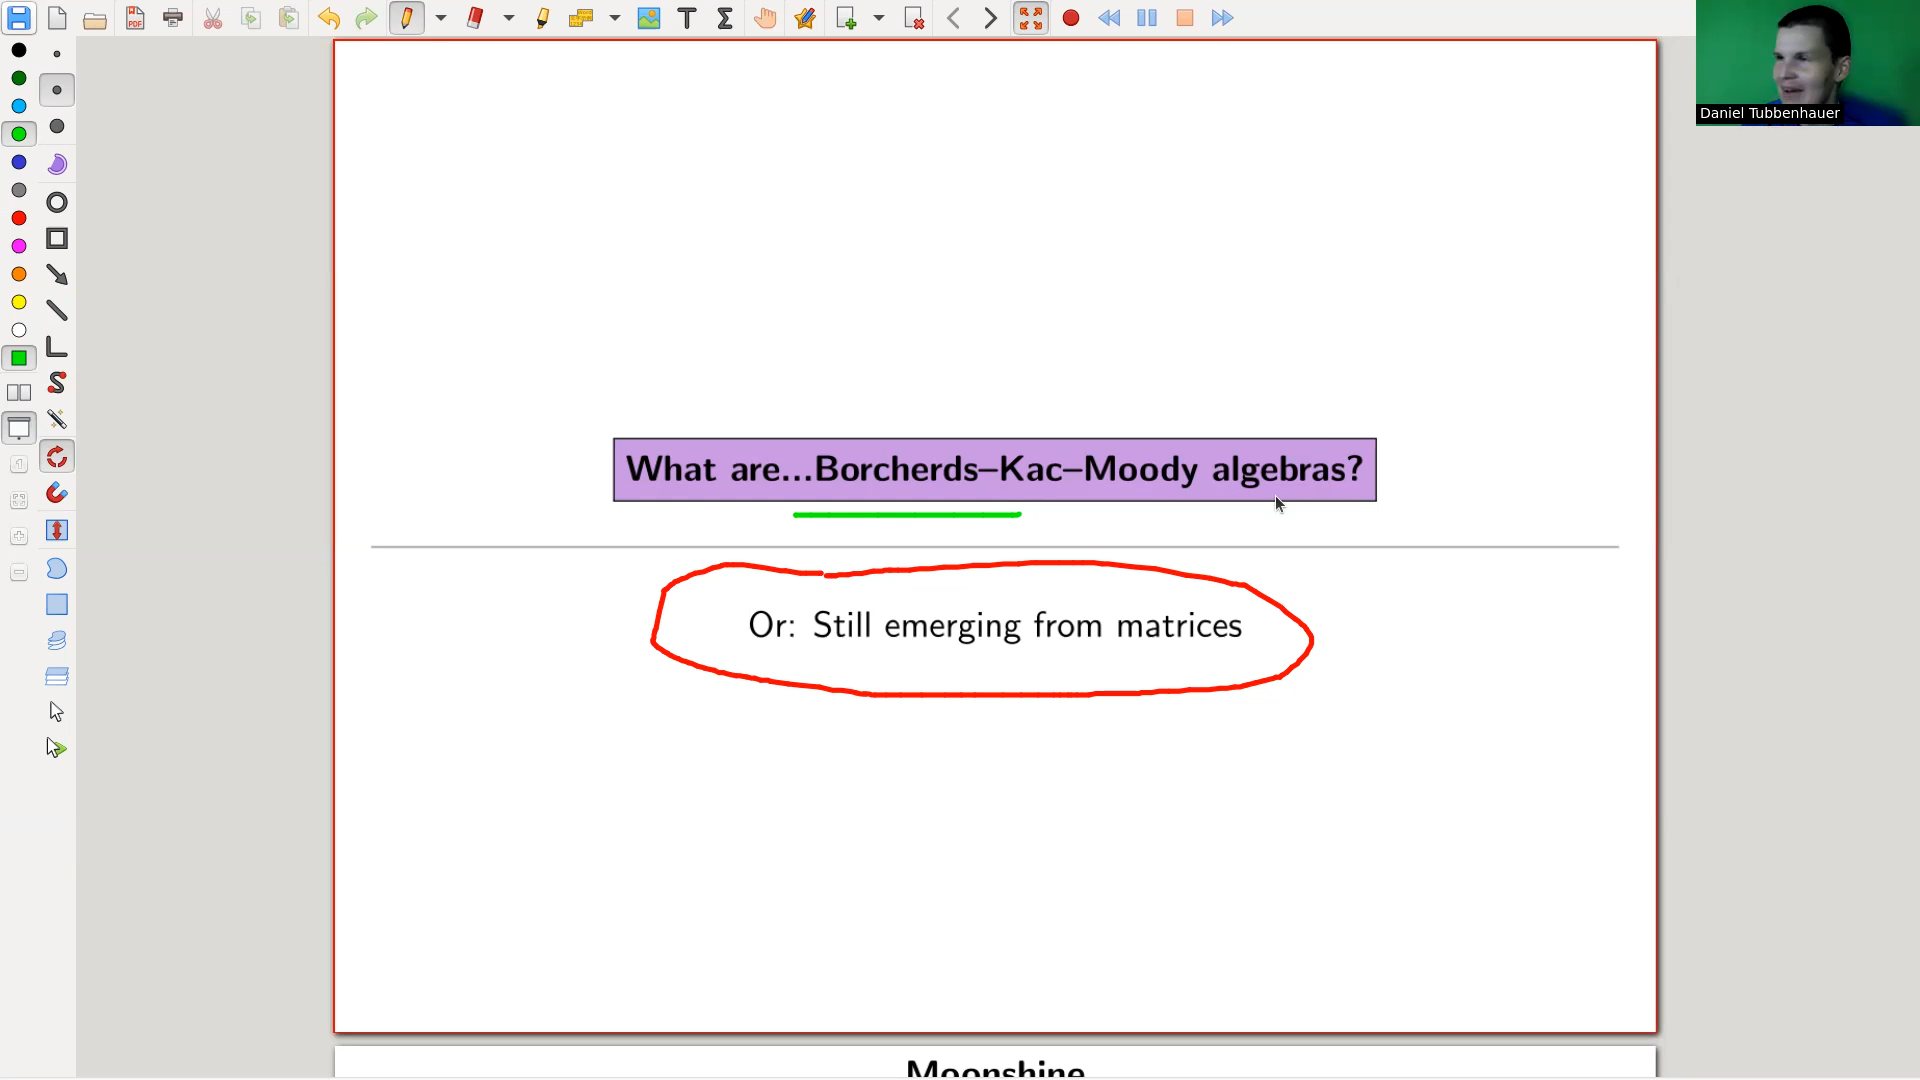 Daniel Tubbenhauer
What are...Borcherds–Kac–Moody algebras?
Or: Still emerging from matrices
Moonshine